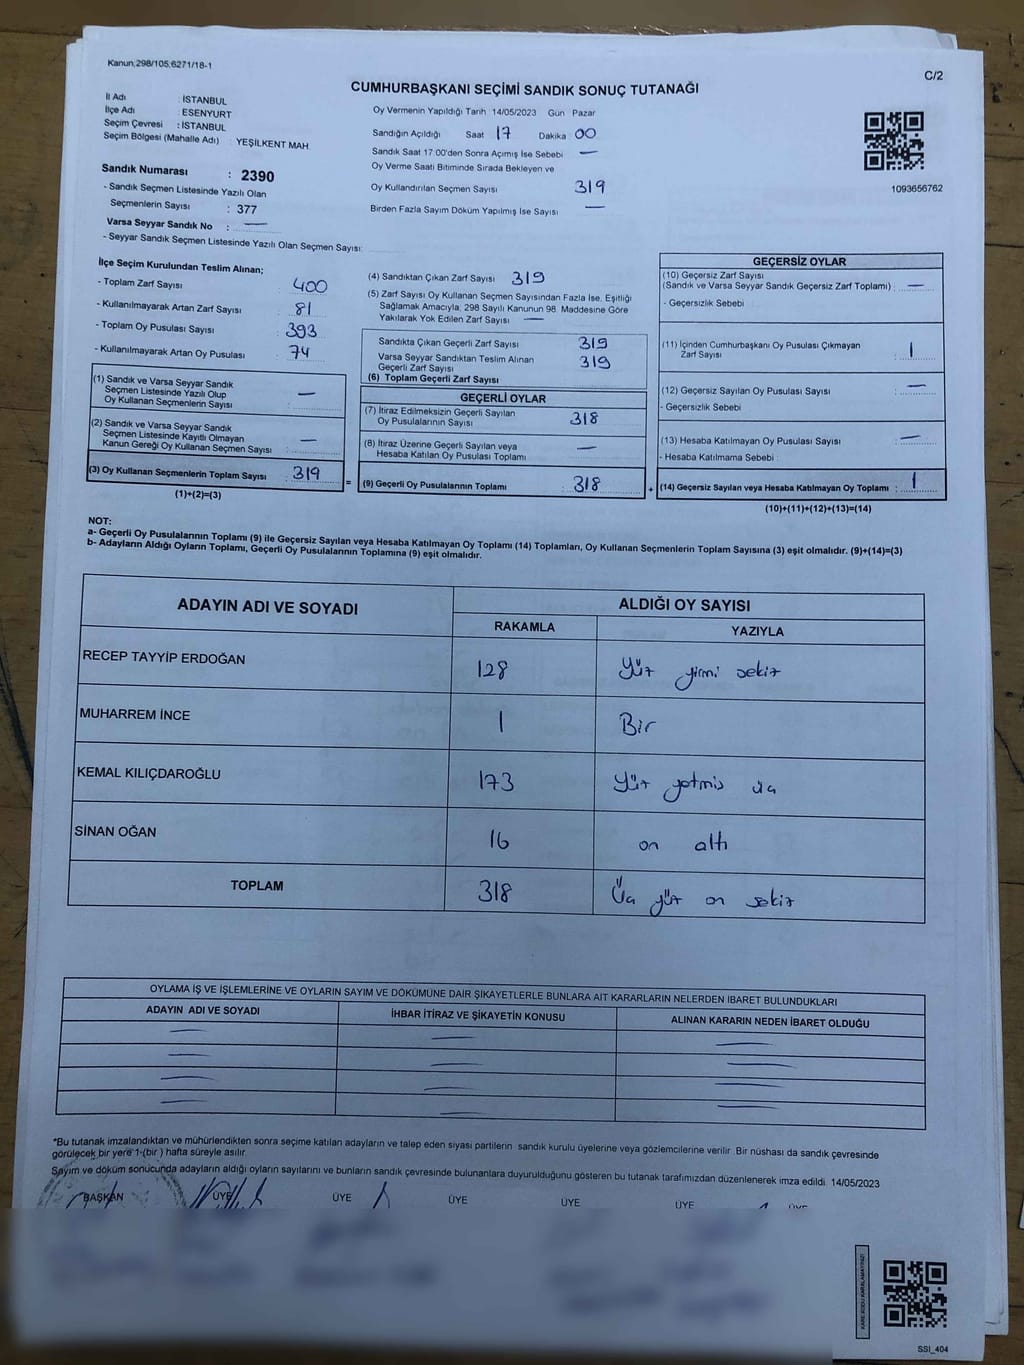 Kanun;298/105;6271/18-1
C/2
CUMHURBAŞKANI SEÇİMİ SANDIK SONUÇ TUTANAĞI
İl Adı : İSTANBUL
İlçe Adı : ESENYURT
Seçim Çevresi : İSTANBUL
Seçim Bölgesi (Mahalle Adı) : YEŞİLKENT MAH.
Sandık Numarası : 2390
- Sandık Seçmen Listesinde Yazılı Olan
Seçmenlerin Sayısı : 377
Varsa Seyyar Sandık No : —
- Seyyar Sandık Seçmen Listesinde Yazılı Olan Seçmen Sayısı:
Oy Vermenin Yapıldığı Tarih 14/05/2023 Gün Pazar
Sandığın Açıldığı Saat 17 Dakika : 00
Sandık Saat 17:00'den Sonra Açımış İse Sebebi —
Oy Verme Saati Bitiminde Sırada Bekleyen ve
Oy Kullandırılan Seçmen Sayısı 319
Birden Fazla Sayım Döküm Yapılmış İse Sayısı —
1093656762
İlçe Seçim Kurulundan Teslim Alınan;
- Toplam Zarf Sayısı : 400
- Kullanılmayarak Artan Zarf Sayısı : 81
- Toplam Oy Pusulası Sayısı : 393
- Kullanılmayarak Artan Oy Pusulası : 74
(1) Sandık ve Varsa Seyyar Sandık
Seçmen Listesinde Yazılı Olup
Oy Kullanan Seçmenlerin Sayısı : —
(2) Sandık ve Varsa Seyyar Sandık
Seçmen Listesinde Kayıtlı Olmayan
Kanun Gereği Oy Kullanan Seçmen Sayısı : —
(3) Oy Kullanan Seçmenlerin Toplam Sayısı : 319
(1)+(2)=(3)
=
(4) Sandıktan Çıkan Zarf Sayısı : 319
(5) Zarf Sayısı Oy Kullanan Seçmen Sayısından Fazla İse, Eşitliği
Sağlamak Amacıyla; 298 Sayılı Kanunun 98. Maddesine Göre
Yakılarak Yok Edilen Zarf Sayısı : —
Sandıkta Çıkan Geçerli Zarf Sayısı : 319
Varsa Seyyar Sandıktan Teslim Alınan
Geçerli Zarf Sayısı : 319
(6) Toplam Geçerli Zarf Sayısı
GEÇERLİ OYLAR
(7) İtiraz Edilmeksizin Geçerli Sayılan
Oy Pusulalarının Sayısı : 318
(8) İtiraz Üzerine Geçerli Sayılan veya
Hesaba Katılan Oy Pusulası Toplamı : —
(9) Geçerli Oy Pusulalarının Toplamı : 318
+
GEÇERSİZ OYLAR
(10) Geçersiz Zarf Sayısı
(Sandık ve Varsa Seyyar Sandık Geçersiz Zarf Toplamı) : —
- Geçersizlik Sebebi :
(11) İçinden Cumhurbaşkanı Oy Pusulası Çıkmayan
Zarf Sayısı : 1
(12) Geçersiz Sayılan Oy Pusulası Sayısı : —
- Geçersizlik Sebebi :
(13) Hesaba Katılmayan Oy Pusulası Sayısı : —
- Hesaba Katılmama Sebebi :
(14) Geçersiz Sayılan veya Hesaba Katılmayan Oy Toplamı : 1
(10)+(11)+(12)+(13)=(14)
NOT:
a- Geçerli Oy Pusulalarının Toplamı (9) ile Geçersiz Sayılan veya Hesaba Katılmayan Oy Toplamı (14) Toplamları, Oy Kullanan Seçmenlerin Toplam Sayısına (3) eşit olmalıdır. (9)+(14)=(3)
b- Adayların Aldığı Oyların Toplamı, Geçerli Oy Pusulalarının Toplamına (9) eşit olmalıdır.
ADAYIN ADI VE SOYADI
ALDIĞI OY SAYISI
RAKAMLA YAZIYLA
RECEP TAYYİP ERDOĞAN 128 Yüz yirmi sekiz
MUHARREM İNCE 1 Bir
KEMAL KILIÇDAROĞLU 173 Yüz yetmis üç
SİNAN OĞAN 16 on altı
TOPLAM 318 Üç yüz on sekiz
OYLAMA İŞ VE İŞLEMLERİNE VE OYLARIN SAYIM VE DÖKÜMÜNE DAİR ŞİKAYETLERLE BUNLARA AİT KARARLARIN NELERDEN İBARET BULUNDUKLARI
ADAYIN ADI VE SOYADI İHBAR İTİRAZ VE ŞİKAYETİN KONUSU ALINAN KARARIN NEDEN İBARET OLDUĞU
— — —
— — —
— — —
— — —
*Bu tutanak imzalandıktan ve mühürlendikten sonra seçime katılan adayların ve talep eden siyasi partilerin sandık kurulu üyelerine veya gözlemcilerine verilir. Bir nüshası da sandık çevresinde
görülecek bir yere 1-(bir ) hafta süreyle asılır.
Sayım ve döküm sonucunda adayların aldığı oyların sayılarını ve bunların sandık çevresinde bulunanlara duyurulduğunu gösteren bu tutanak tarafımızdan düzenlenerek imza edildi. 14/05/2023
BAŞKAN ÜYE ÜYE ÜYE ÜYE ÜYE ÜYE
KARE KODU KARALAMAYINIZ!
SSI_404